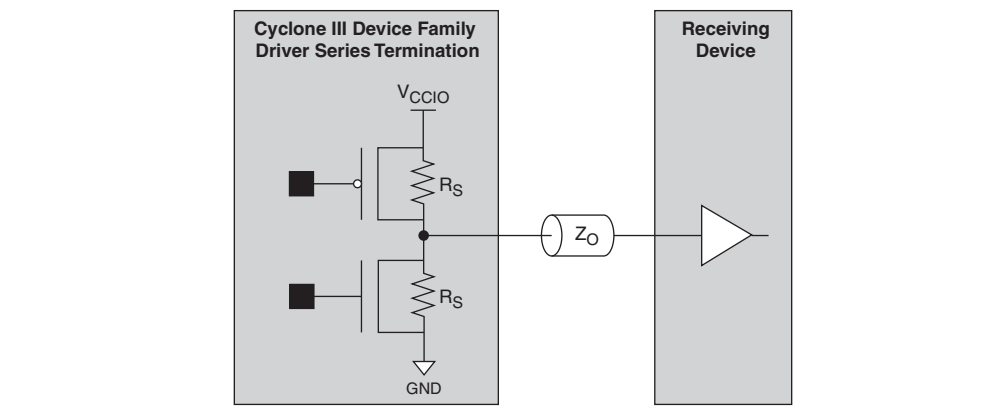 Cyclone III Device Family
Driver Series Termination
Receiving
Device
VCCIO
RS
ZO
RS
GND